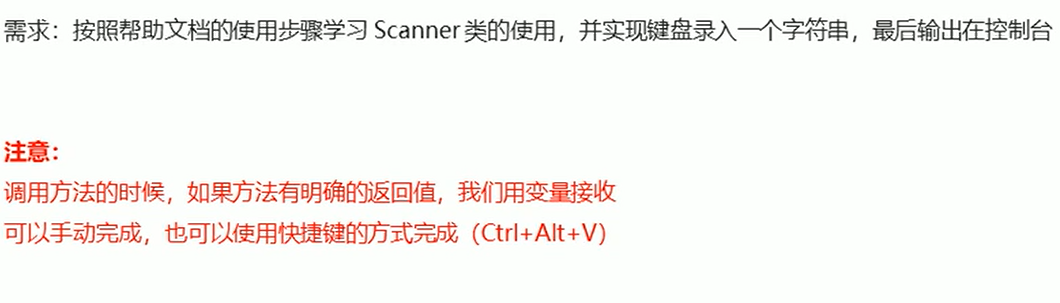 需求：按照帮助文档的使用步骤学习 Scanner 类的使用，并实现键盘录入一个字符串，最后输出在控制台
注意：
调用方法的时候，如果方法有明确的返回值，我们用变量接收
可以手动完成，也可以使用快捷键的方式完成（Ctrl+Alt+V）